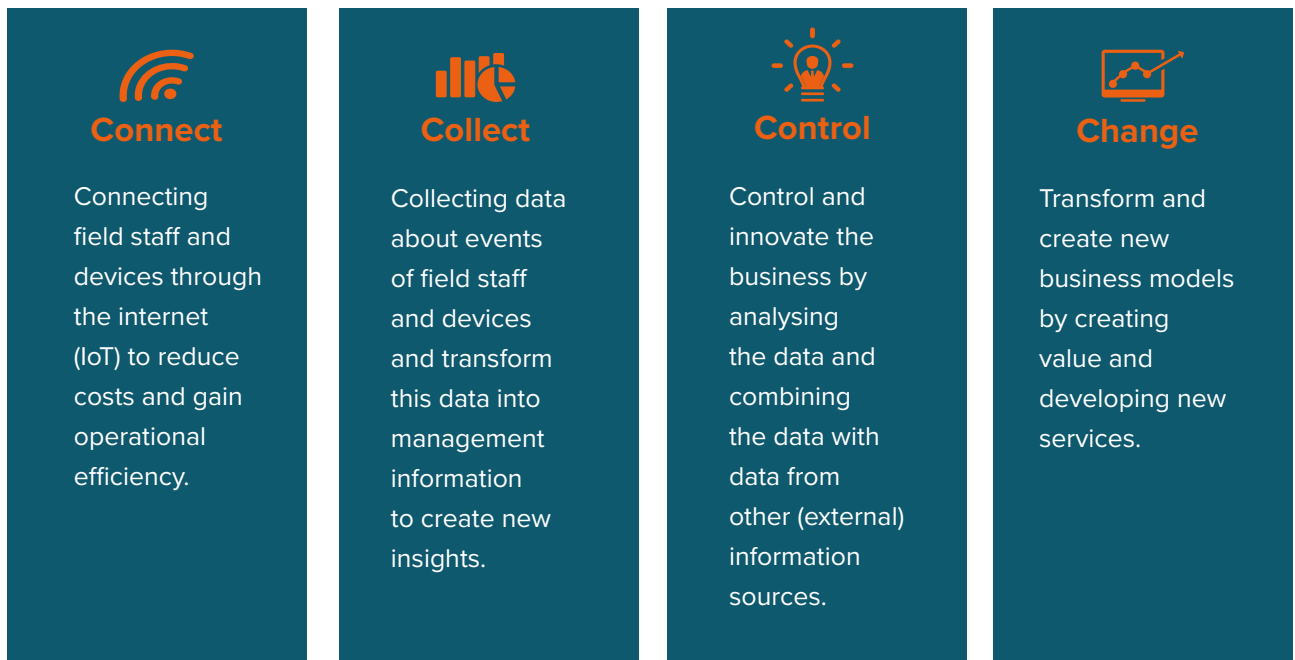 Connect
Connecting
field staff and
devices through
the internet
(IoT) to reduce
costs and gain
operational
efficiency.
Collect
Collecting data
about events
of field staff
and devices
and transform
this data into
management
information
to create new
insights.
Control
Control and
innovate the
business by
analysing
the data and
combining
the data with
data from
other (external)
information
sources.
Change
Transform and
create new
business models
by creating
value and
developing new
services.